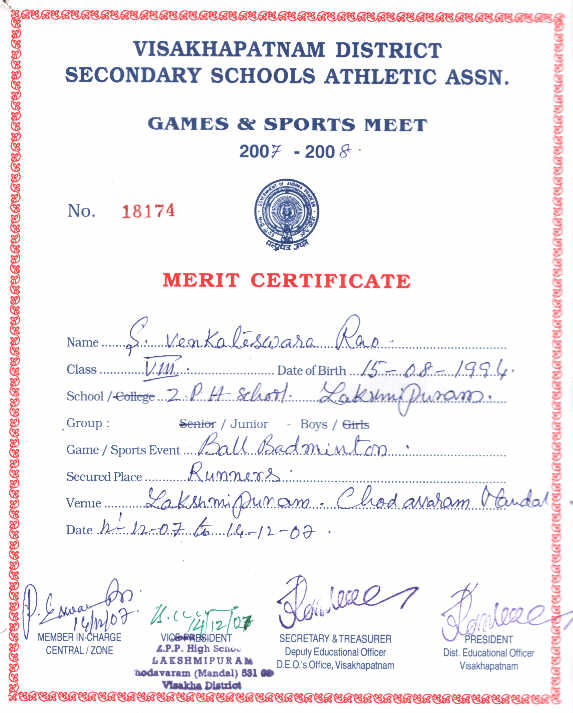 VISAKHAPATNAM DISTRICT
SECONDARY SCHOOLS ATHLETIC ASSN.
GAMES & SPORTS MEET
2007 - 2008.
No. 18174
MERIT CERTIFICATE
Name S. Venkateswara Rao.
Class VIII. Date of Birth 15-08-1994.
School / College Z.P.H-School. Lakshmipuram.
Group : Senior / Junior - Boys / Girls
Game / Sports Event Ball Badminton
Secured Place Runners
Venue Lakshmipuram. Chodavaram Mandal
Date 12-07 to 14-12-07.
14/12/07
14/12/07
MEMBER IN-CHARGE
CENTRAL / ZONE
VICE-PRESIDENT
Z.P.P. High School
LAKSHMIPURAM
hodavaram (Mandal) 531
Visakha District
SECRETARY & TREASURER
Deputy Educational Officer
D.E.O.'s Office, Visakhapatnam
PRESIDENT
Dist. Educational Officer
Visakhapatnam